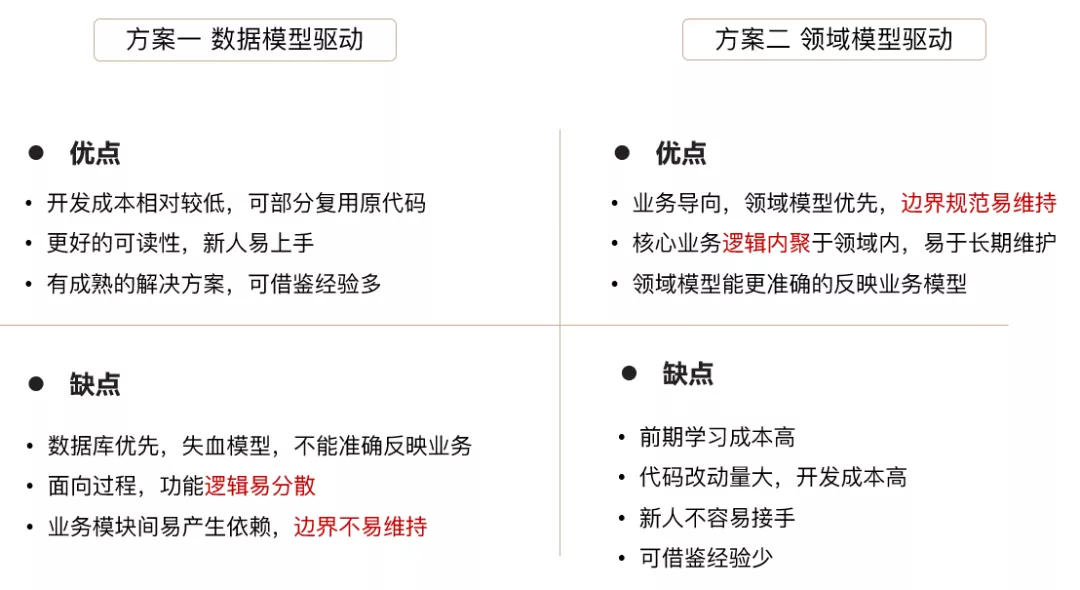 方案一 数据模型驱动
优点
开发成本相对较低，可部分复用原代码
更好的可读性，新人易上手
有成熟的解决方案，可借鉴经验多
缺点
数据库优先，失血模型，不能准确反映业务
面向过程，功能逻辑易分散
业务模块间易产生依赖，边界不易维持
方案二 领域模型驱动
优点
业务导向，领域模型优先，边界规范易维持
核心业务逻辑内聚于领域内，易于长期维护
领域模型能更准确的反映业务模型
缺点
前期学习成本高
代码改动量大，开发成本高
新人不容易接手
可借鉴经验少